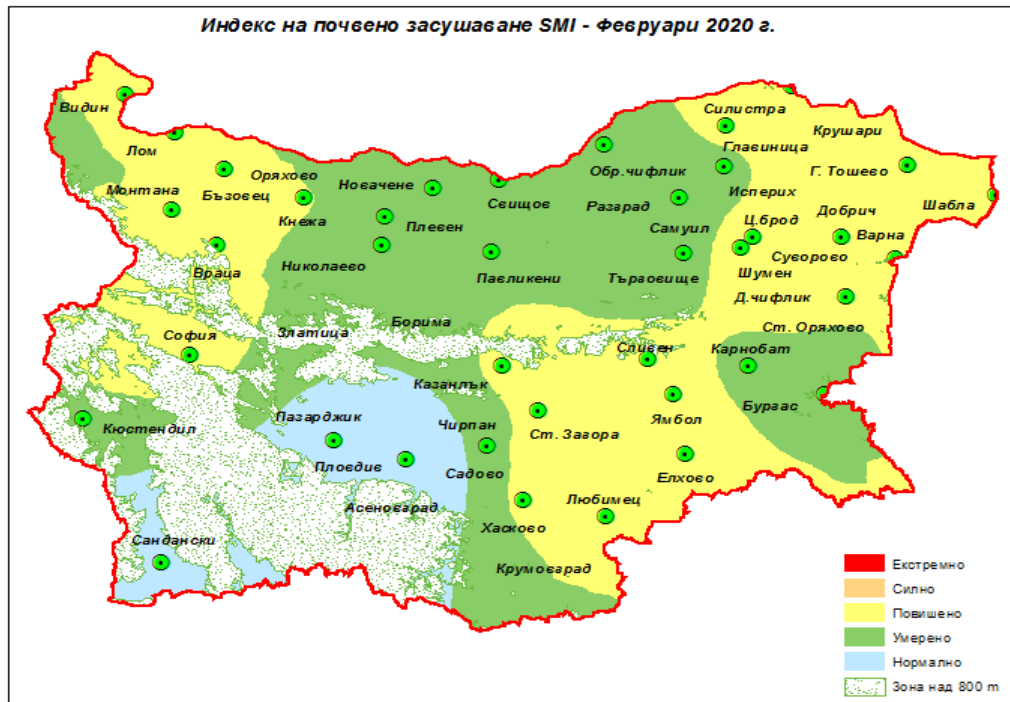 Индекс на почвено засушаване SMI - Февруари 2020 г.
Видин
Силистра
Крушари
Лом
Главиница
Обр.чифлик
Г. Тошево
Оряхово
Новачене
Монтана
Бъзовец
Исперих
Свищов
Разград
Шабла
Кнежа
Плевен
Ц.брод
Добрич
Самуил
Варна
Николаево
Суворово
Враца
Павликени
Търговище
Шумен
Д.чифлик
Борима
Златица
Ст. Оряхово
София
Сливен
Карнобат
Казанлък
Бургас
Пазарджик
Ямбол
Кюстендил
Чирпан
Ст. Загора
Пловдив
Садово
Елхово
Асеновград
Любимец
Хасково
Сандански
Крумовград
Екстремно
Силно
Повишено
Умерено
Нормално
Зона над 800 m